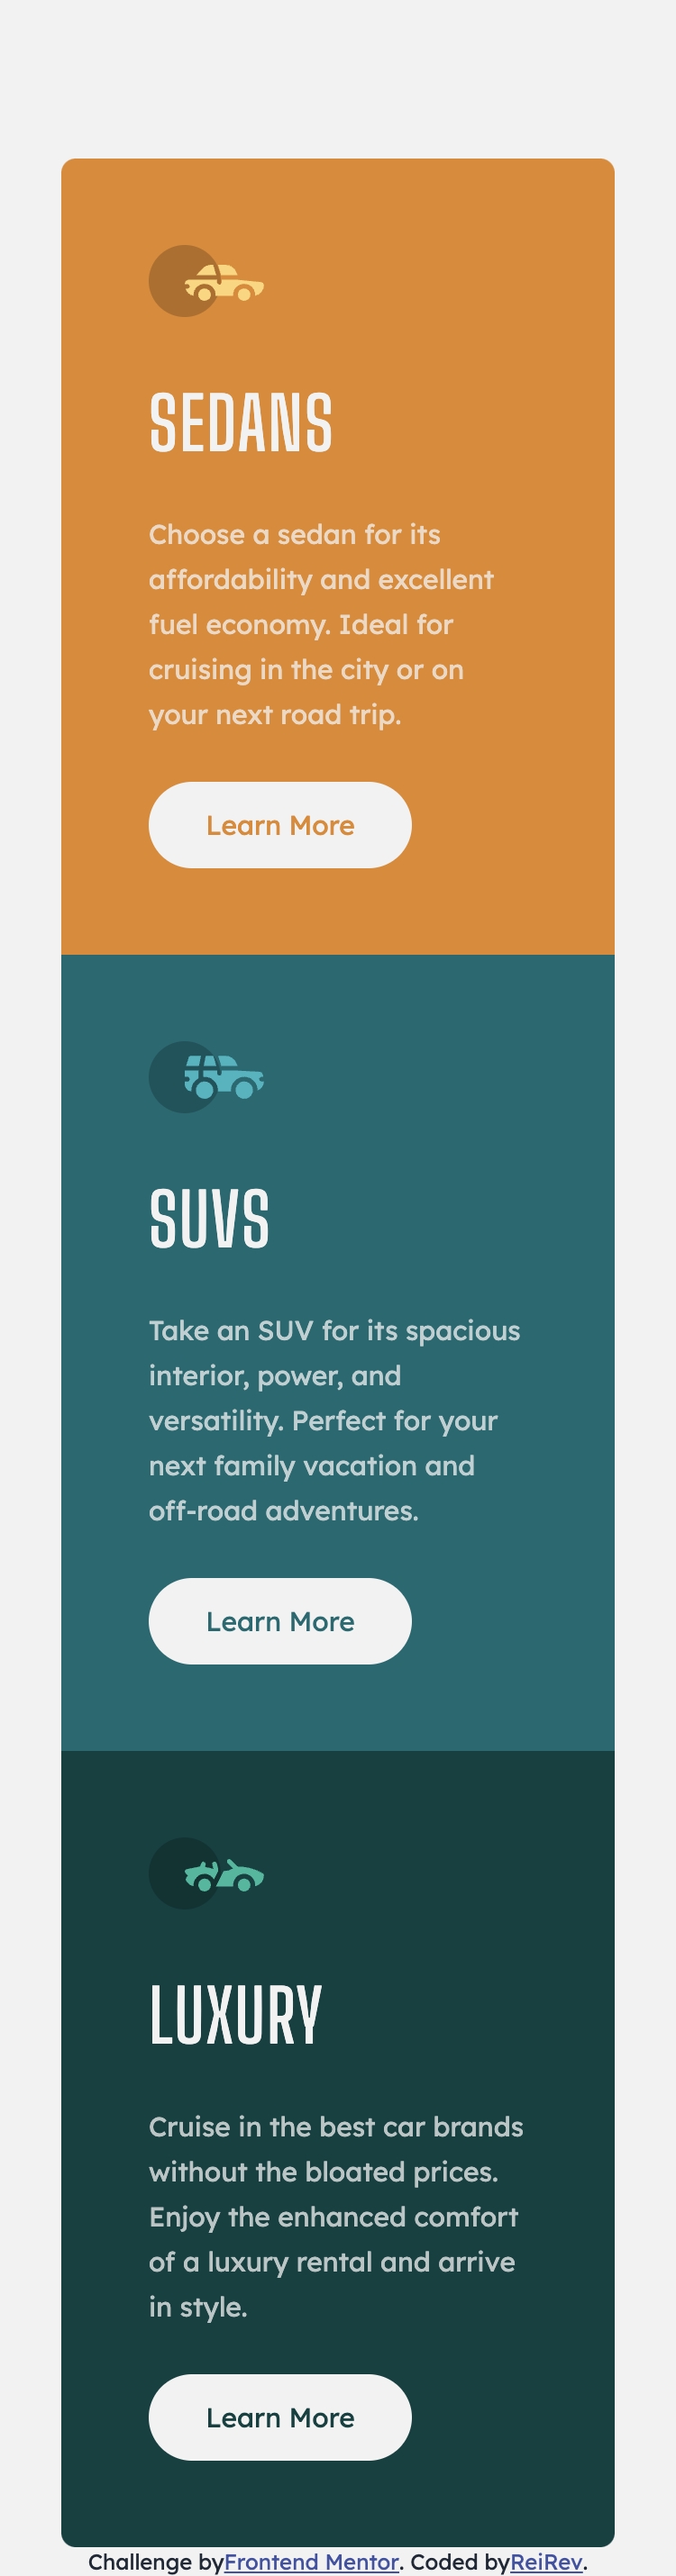 SEDANS
Choose a sedan for its
affordability and excellent
fuel economy. Ideal for
cruising in the city or on
your next road trip.
Learn More
SUVS
Take an SUV for its spacious
interior, power, and
versatility. Perfect for your
next family vacation and
off-road adventures.
Learn More
LUXURY
Cruise in the best car brands
without the bloated prices.
Enjoy the enhanced comfort
of a luxury rental and arrive
in style.
Learn More
Challenge byFrontend Mentor. Coded byReiRev.